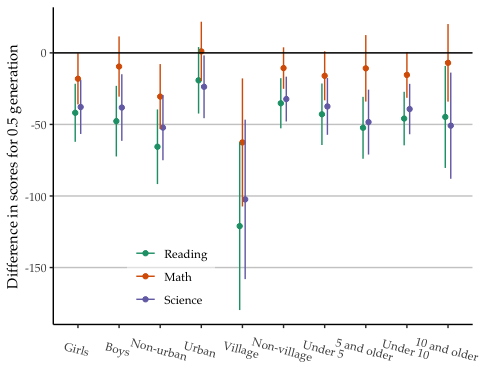 Difference in scores for 0.5 generation
0
-50
-100
-150
Reading
Math
Science
Girls
Boys
Non-urban
Urban
Village
Non-village
Under 5
5 and older
Under 10
10 and older